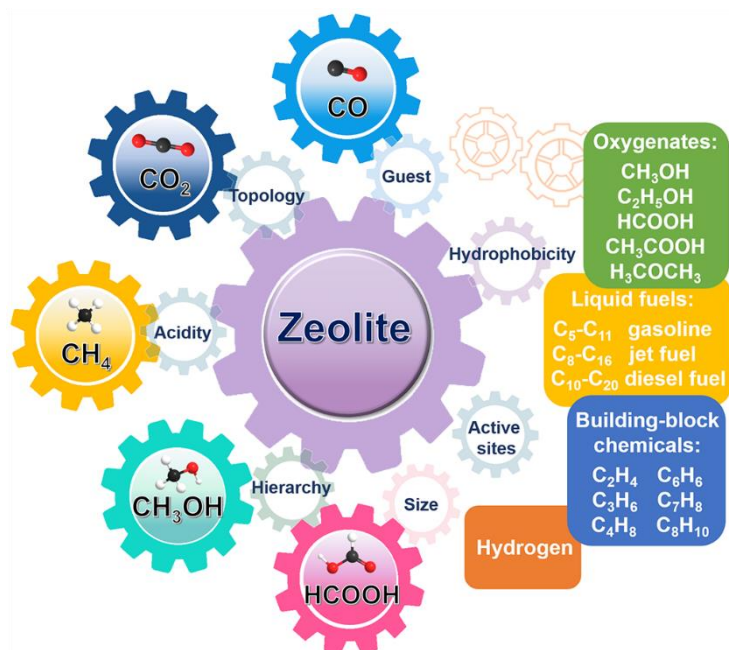 CO
CO₂
Topology
Guest
Hydrophobicity
Zeolite
Acidity
CH₄
Active
sites
CH₃OH
Hierarchy
Size
HCOOH
Oxygenates:
CH₃OH
C₂H₅OH
HCOOH
CH₃COOH
H₃COCH₃
Liquid fuels:
C₅-C₁₁ gasoline
C₈-C₁₆ jet fuel
C₁₀-C₂₀ diesel fuel
Building-block
chemicals:
C₂H₄ C₆H₆
C₃H₆ C₇H₈
C₄H₈ C₈H₁₀
Hydrogen